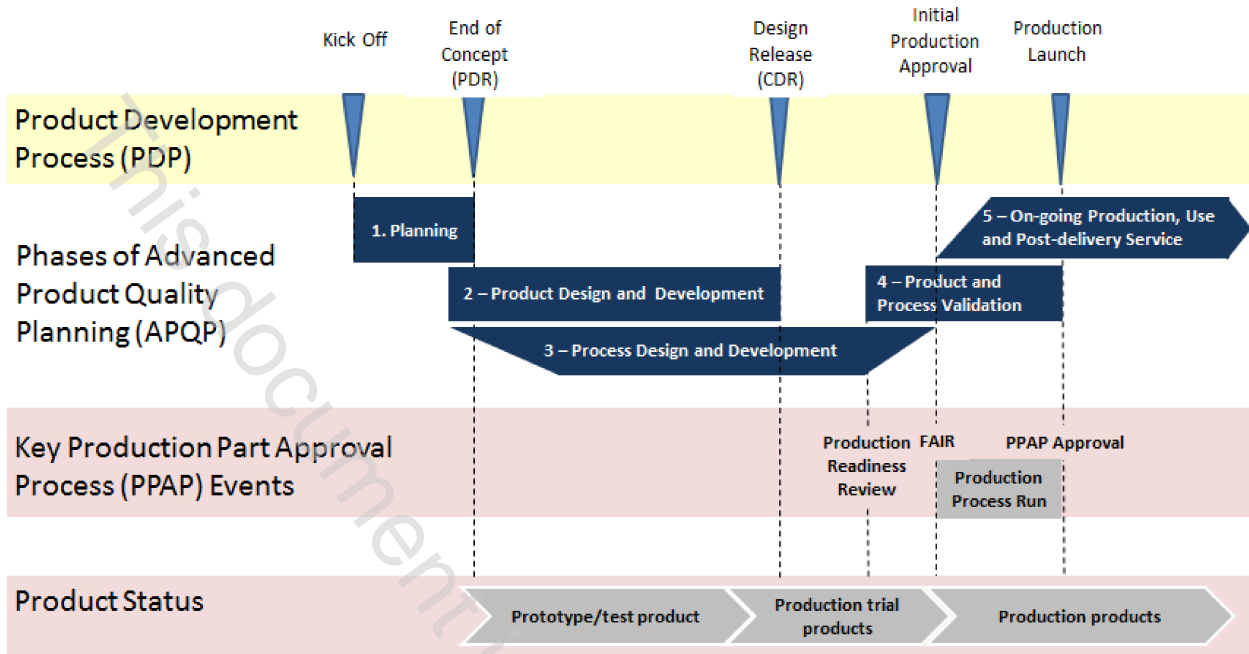 Kick Off
End of
Concept
(PDR)
Design
Release
(CDR)
Initial
Production
Approval
Production
Launch
Product Development
Process (PDP)
1. Planning
5 – On-going Production, Use
and Post-delivery Service
Phases of Advanced
Product Quality
Planning (APQP)
2 – Product Design and Development
4 – Product and
Process Validation
3 – Process Design and Development
Key Production Part Approval
Process (PPAP) Events
Production
Readiness
Review
FAIR
PPAP Approval
Production
Process Run
Product Status
Prototype/test product
Production trial
products
Production products
This document